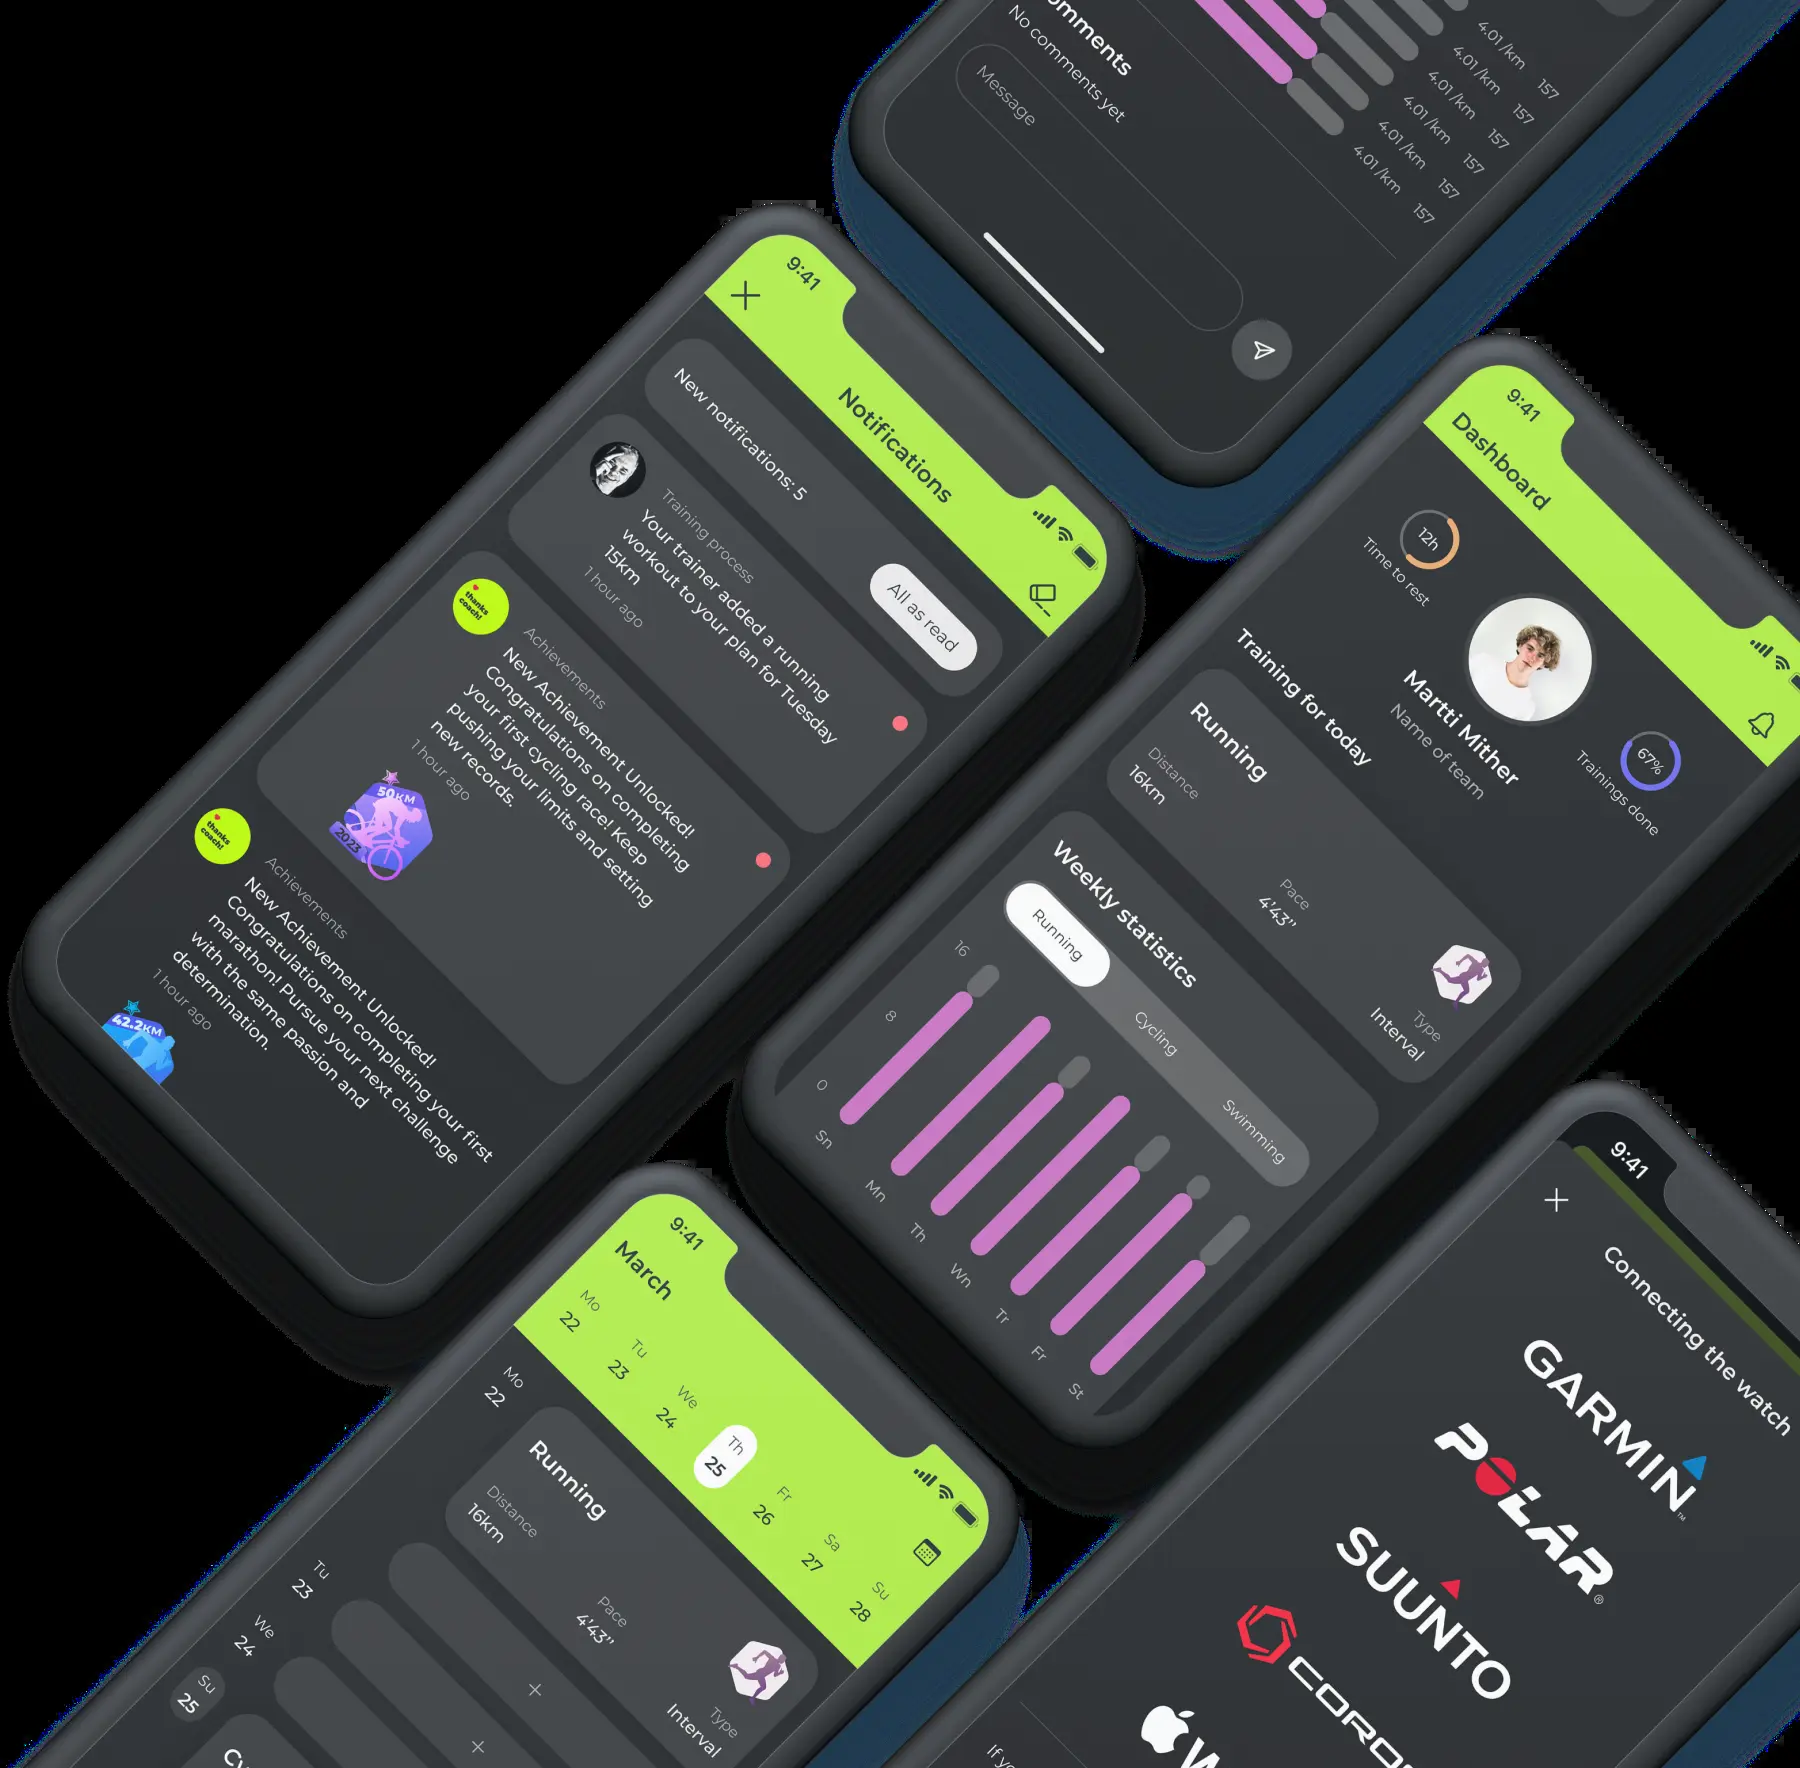 omments
No comments yet
Message
4.01 /km 157
4.01 /km 157
4.01 /km 157
4.01 /km 157
4.01 /km 157
4.01 /km 157
9:41
Notifications
New notifications: 5
All as read
Training process
Your trainer added a running
workout to your plan for Tuesday
15km
1 hour ago
thanks
coach!
Achievements
New Achievement Unlocked!
Congratulations on completing
your first cycling race! Keep
pushing your limits and setting
new records.
1 hour ago
50KM
2023
thanks
coach!
Achievements
New Achievement Unlocked!
Congratulations on completing your first
marathon! Pursue your next challenge
with the same passion and
determination.
1 hour ago
42.2KM
9:41
Dashboard
12h
Time to rest
Martti Mither
Name of team
67%
Trainings done
Training for today
Running
Distance
16km
Pace
4'43''
Type
Interval
Weekly statistics
Running
Cycling
Swimming
16
8
0
Sn
Mn
Th
Wn
Tr
Fr
St
9:41
March
Mo Tu We Th Fr Sa Su
22 23 24 25 26 27 28
Mo
22
Running
Distance
16km
Pace
4'43''
Type
Interval
Tu
23
We
24
Su
25
Cy
9:41
Connecting the watch
GARMIN™
POLAR®
SUUNTO
COROS
W
If yo